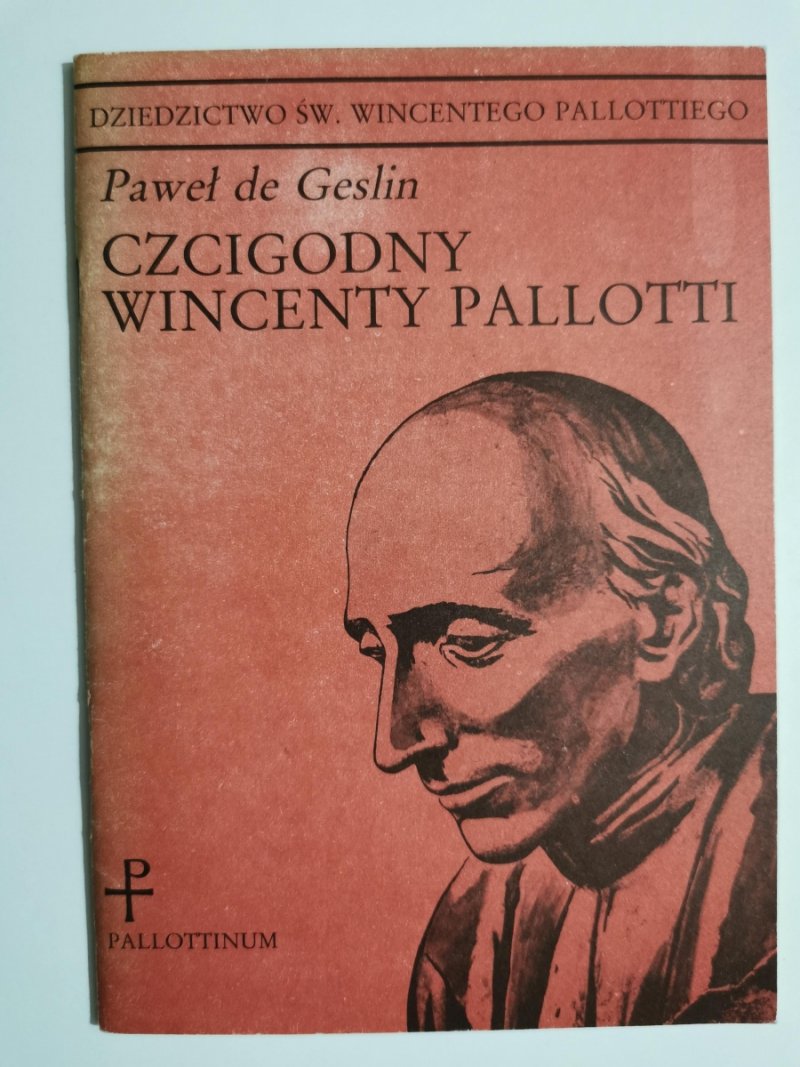 DZIEDZICTWO ŚW. WINCENTEGO PALLOTTIEGO
Paweł de Geslin
CZCIGODNY
WINCENTY PALLOTTI
PALLOTTINUM